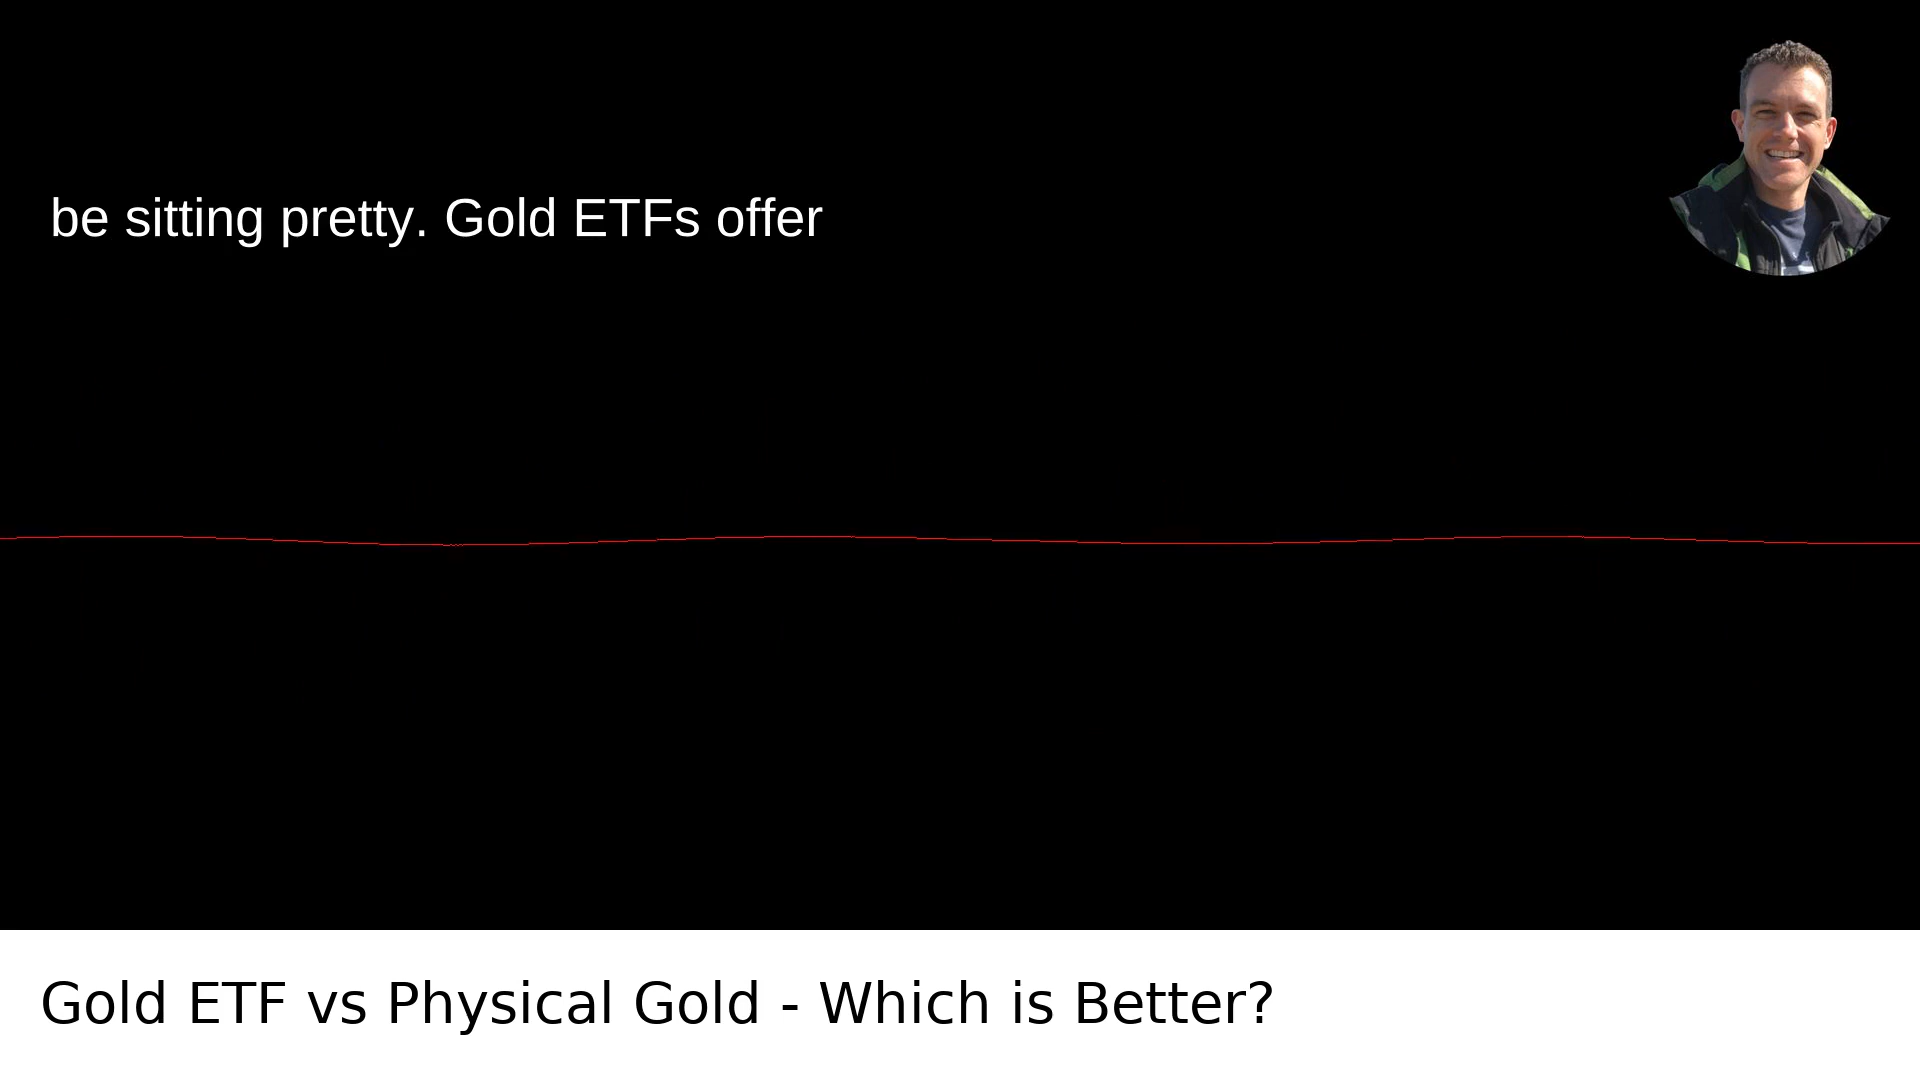 be sitting pretty. Gold ETFs offer
Gold ETF vs Physical Gold - Which is Better?